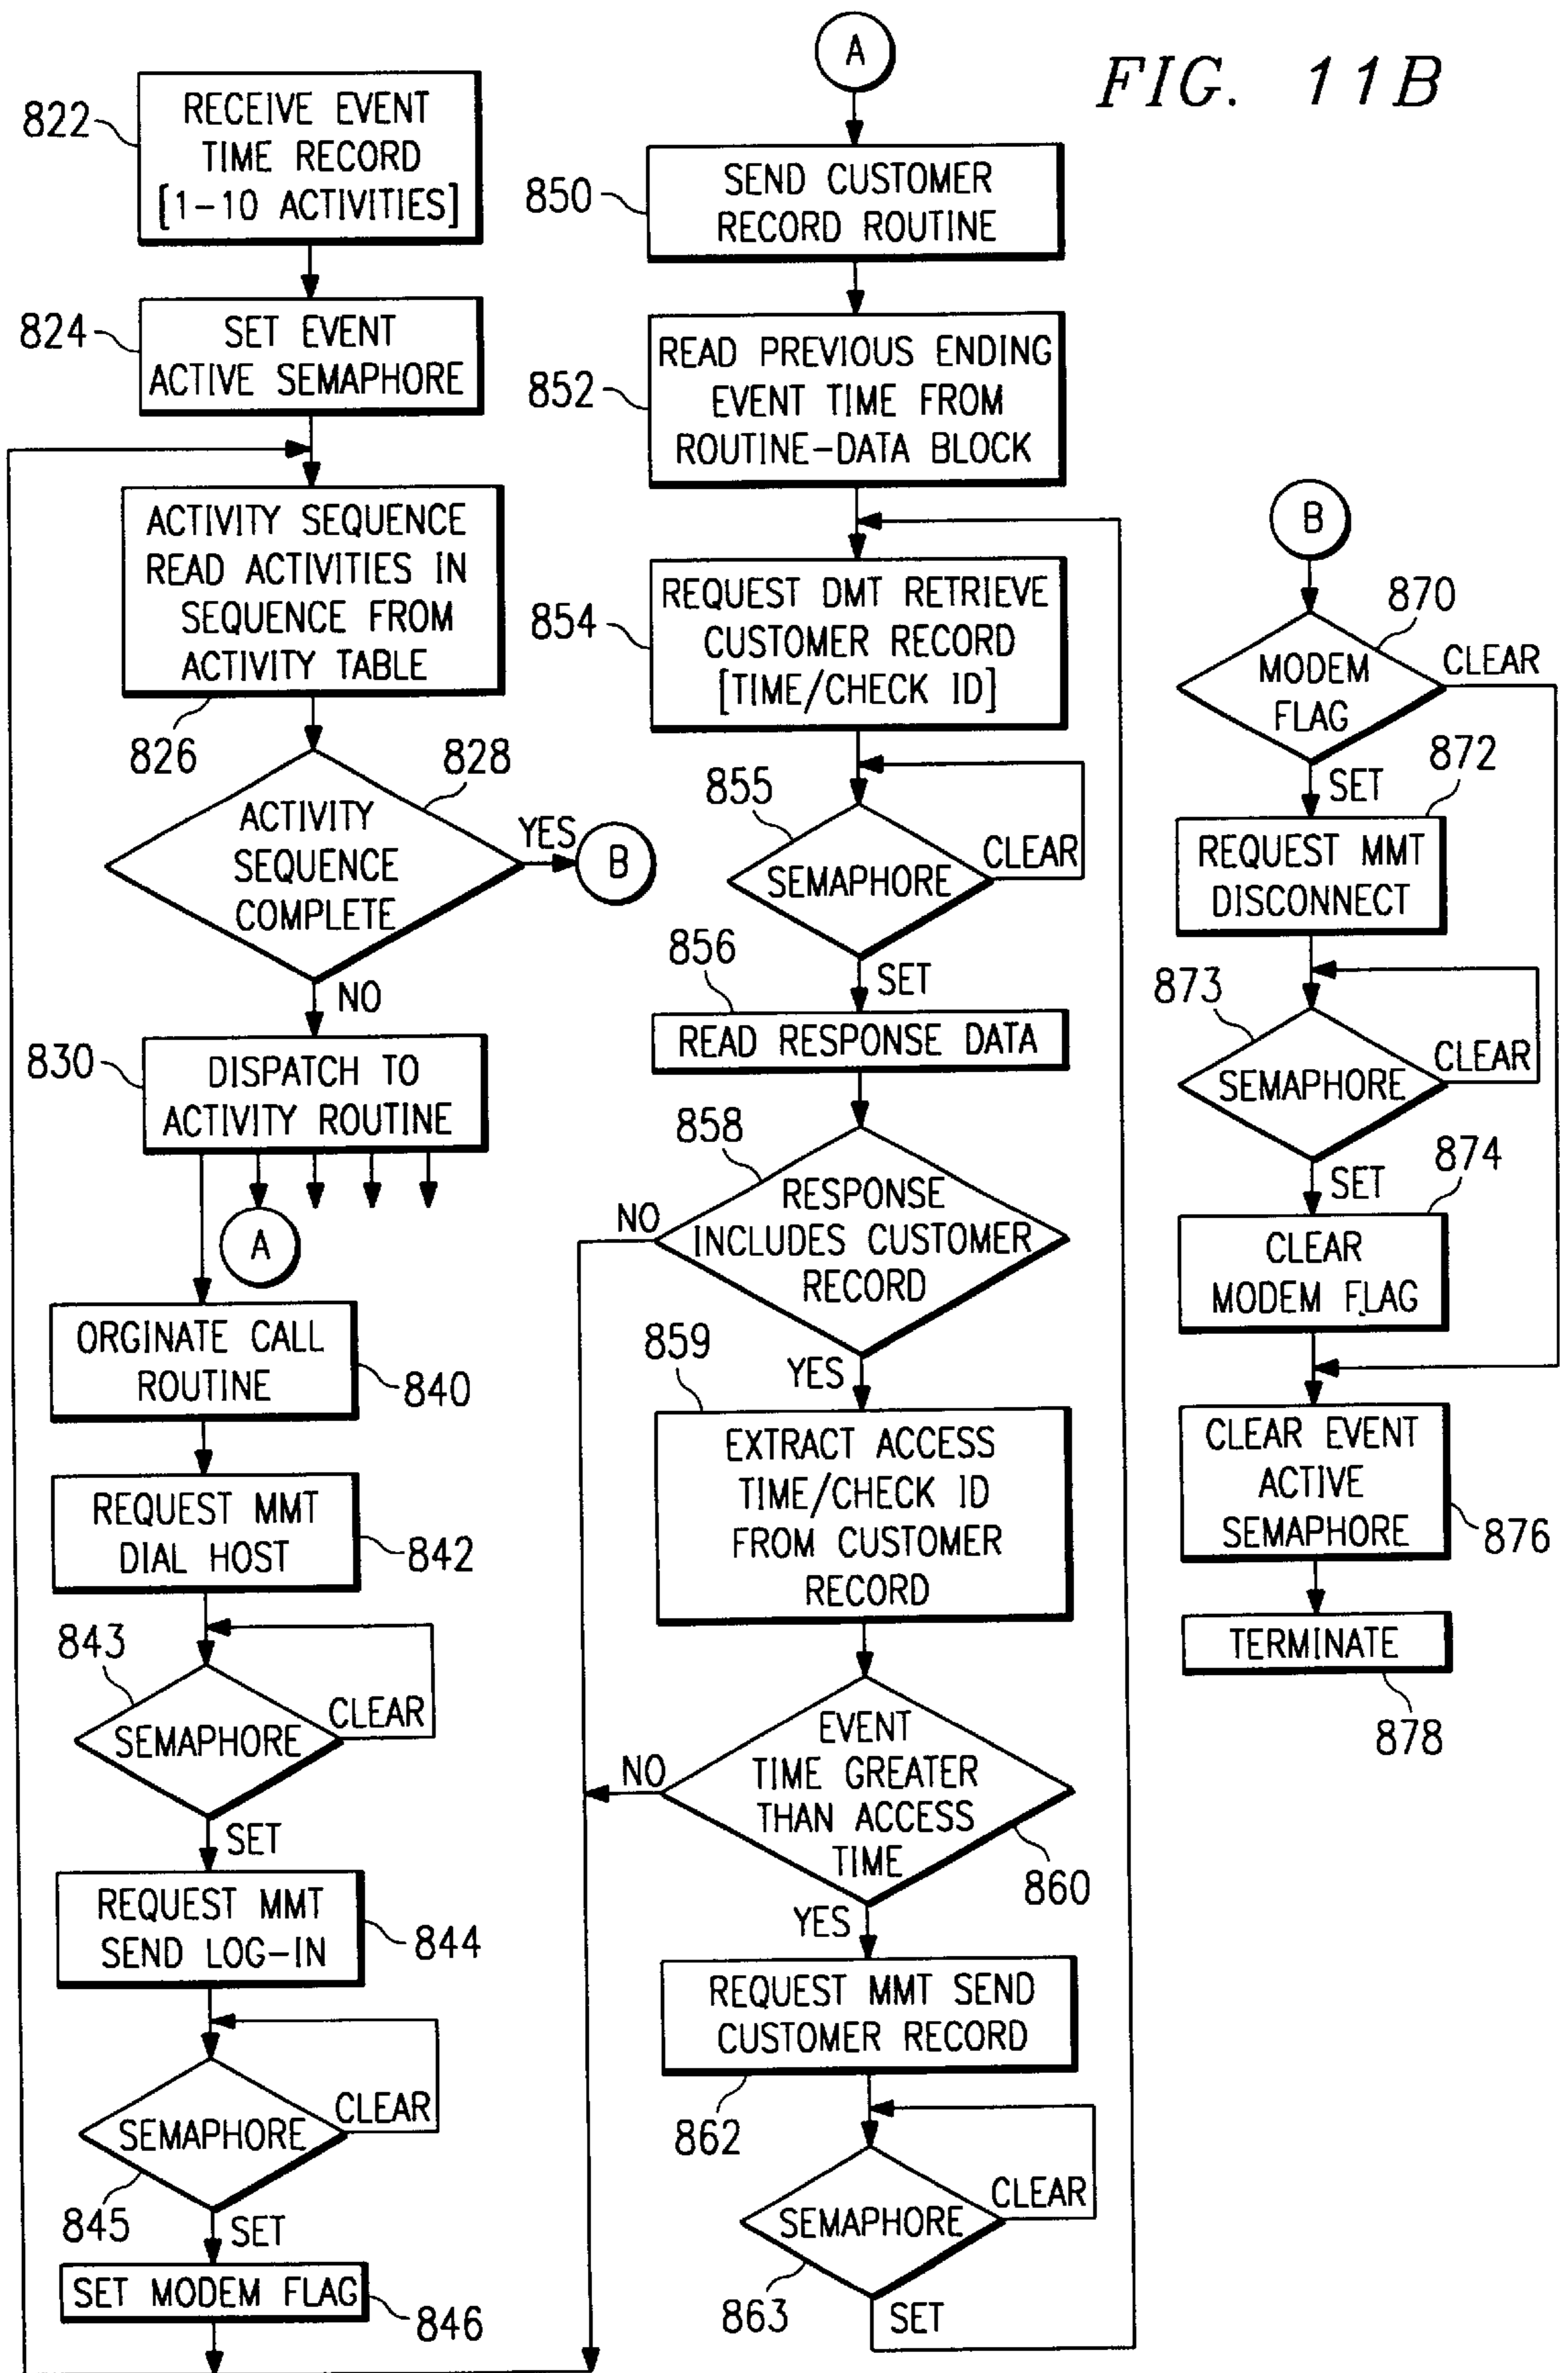 FIG. 11B
822
RECEIVE EVENT
TIME RECORD
[1-10 ACTIVITIES]
824
SET EVENT
ACTIVE SEMAPHORE
ACTIVITY SEQUENCE
READ ACTIVITIES IN
SEQUENCE FROM
ACTIVITY TABLE
826
828
ACTIVITY
SEQUENCE
COMPLETE
YES
B
NO
830
DISPATCH TO
ACTIVITY ROUTINE
A
ORGINATE CALL
ROUTINE
840
REQUEST MMT
DIAL HOST
842
843
SEMAPHORE
CLEAR
SET
REQUEST MMT
SEND LOG-IN
844
SEMAPHORE
CLEAR
845
SET
SET MODEM FLAG
846
A
850
SEND CUSTOMER
RECORD ROUTINE
852
READ PREVIOUS ENDING
EVENT TIME FROM
ROUTINE-DATA BLOCK
854
REQUEST DMT RETRIEVE
CUSTOMER RECORD
[TIME/CHECK ID]
855
SEMAPHORE
CLEAR
SET
856
READ RESPONSE DATA
858
RESPONSE
INCLUDES CUSTOMER
RECORD
NO
YES
859
EXTRACT ACCESS
TIME/CHECK ID
FROM CUSTOMER
RECORD
EVENT
TIME GREATER
THAN ACCESS
TIME
NO
860
YES
REQUEST MMT SEND
CUSTOMER RECORD
862
SEMAPHORE
CLEAR
863
SET
B
870
MODEM
FLAG
CLEAR
SET
872
REQUEST MMT
DISCONNECT
873
SEMAPHORE
CLEAR
SET
874
CLEAR
MODEM FLAG
CLEAR EVENT
ACTIVE
SEMAPHORE
876
TERMINATE
878